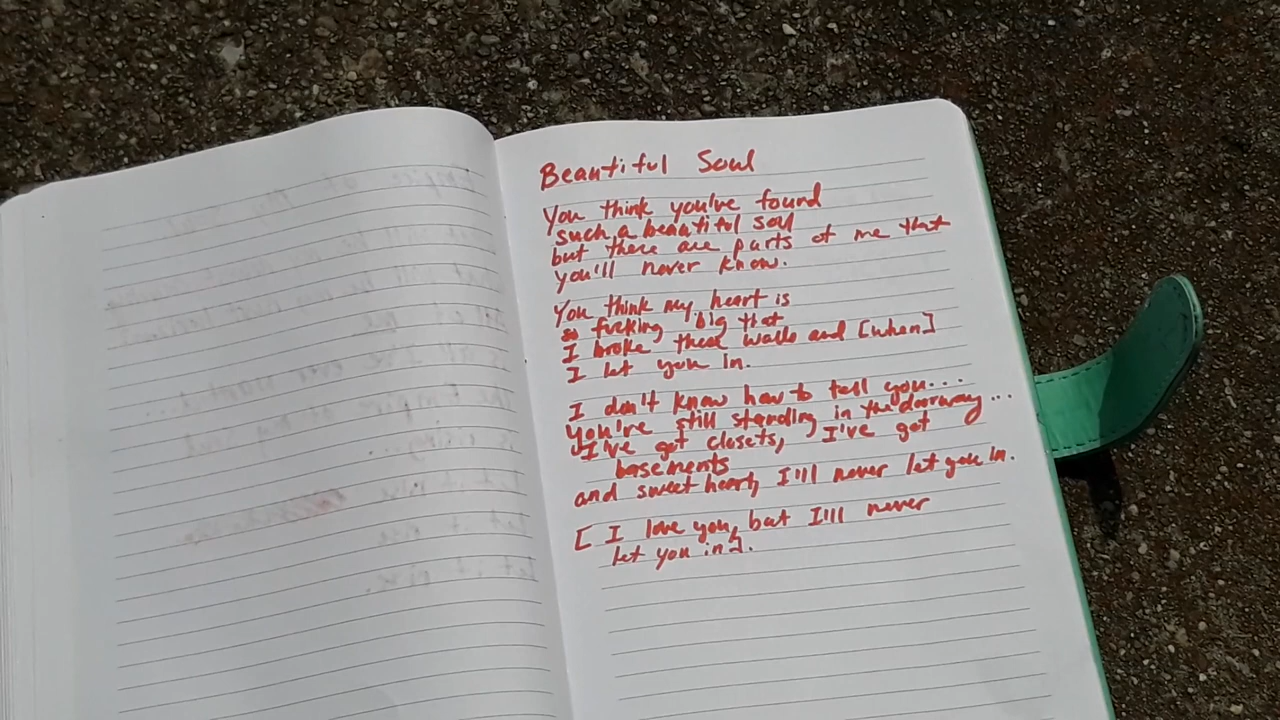 Beautiful Soul
You think you've found
such a beautiful soul
but there are parts of me that
you'll never know.
You think my heart is
so fucking big that
I broke these walls and [when]
I let you in.
I don't know how to tell you...
you're still standing in the doorway...
I've got closets, I've got
basements
and sweetheart, I'll never let you in.
[I love you, but I'll never
let you in].